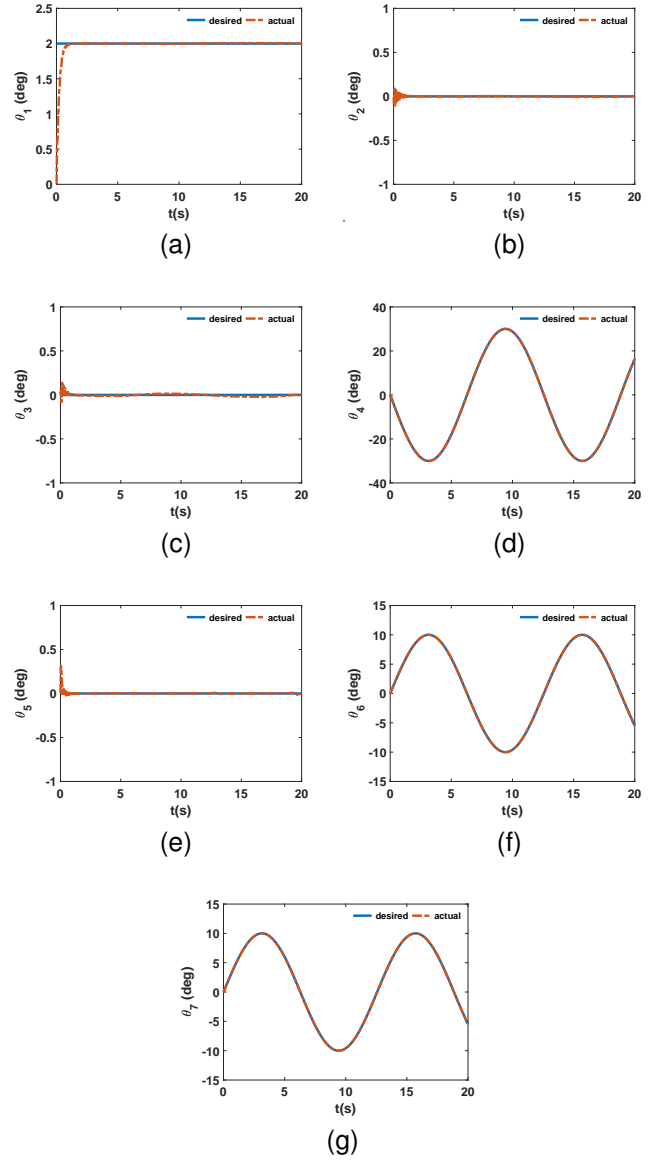 2.5
2
1.5
1
0.5
0
θ1 (deg)
desired actual
0 5 10 15 20
t(s)
(a)
1
0.5
0
-0.5
-1
θ2 (deg)
desired actual
0 5 10 15 20
t(s)
(b)
1
0.5
0
-0.5
-1
θ3 (deg)
desired actual
0 5 10 15 20
t(s)
(c)
40
20
0
-20
-40
θ4 (deg)
desired actual
0 5 10 15 20
t(s)
(d)
1
0.5
0
-0.5
-1
θ5 (deg)
desired actual
0 5 10 15 20
t(s)
(e)
15
10
5
0
-5
-10
-15
θ6 (deg)
desired actual
0 5 10 15 20
t(s)
(f)
15
10
5
0
-5
-10
-15
θ7 (deg)
desired actual
0 5 10 15 20
t(s)
(g)